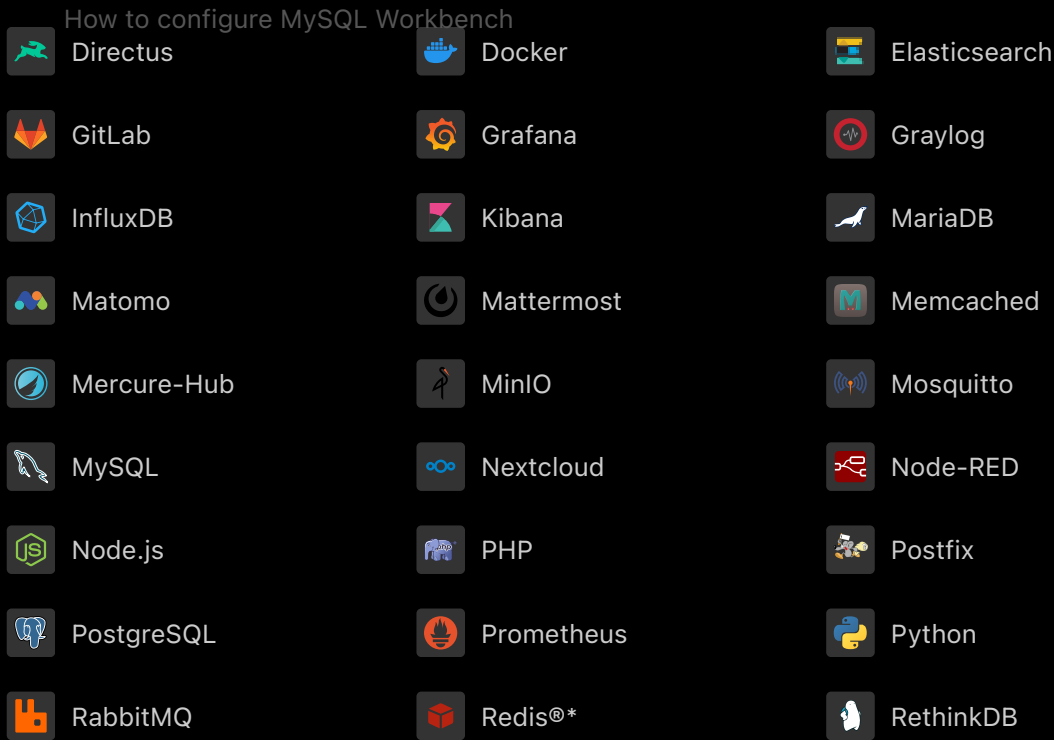 How to configure MySQL Workbench
Directus
Docker
Elasticsearch
GitLab
Grafana
Graylog
InfluxDB
Kibana
MariaDB
Matomo
Mattermost
Memcached
Mercure-Hub
MinIO
Mosquitto
MySQL
Nextcloud
Node-RED
Node.js
PHP
Postfix
PostgreSQL
Prometheus
Python
RabbitMQ
Redis®*
RethinkDB